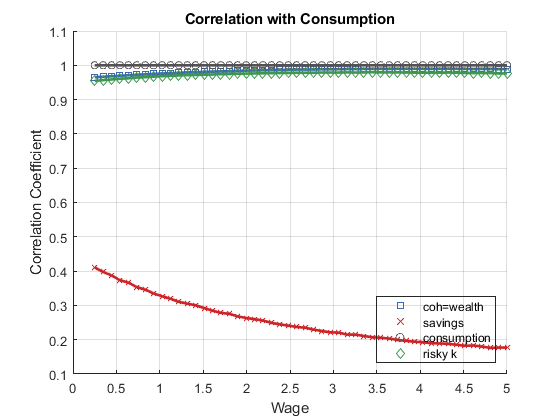 Correlation with Consumption
1.1
1
0.9
0.8
0.7
0.6
0.5
0.4
0.3
0.2
0.1
Correlation Coefficient
coh=wealth
savings
consumption
risky k
0 0.5 1 1.5 2 2.5 3 3.5 4 4.5 5
Wage